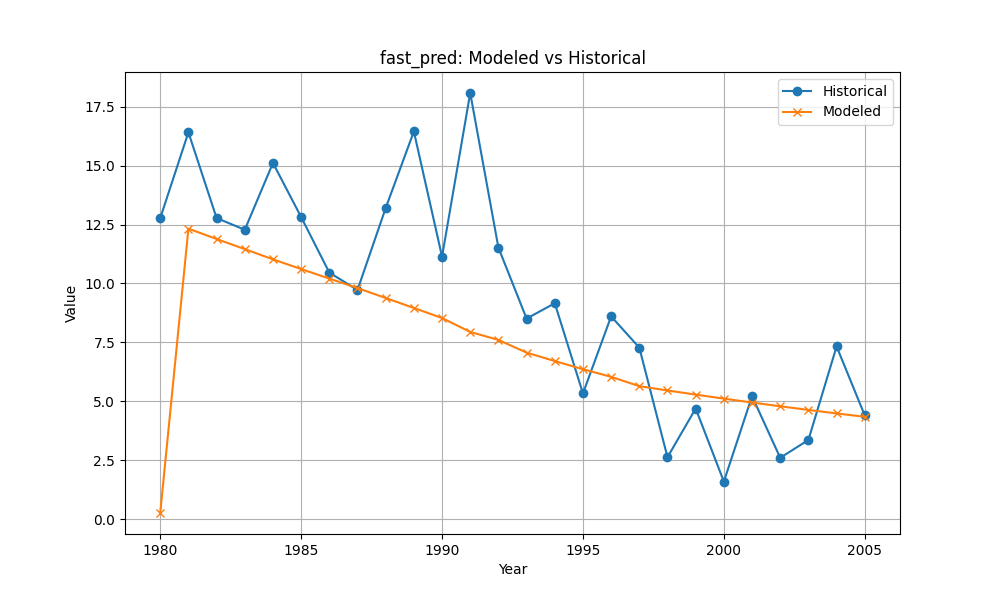 fast_pred: Modeled vs Historical
Historical
Modeled
Value
17.5
15.0
12.5
10.0
7.5
5.0
2.5
0.0
1980 1985 1990 1995 2000 2005
Year